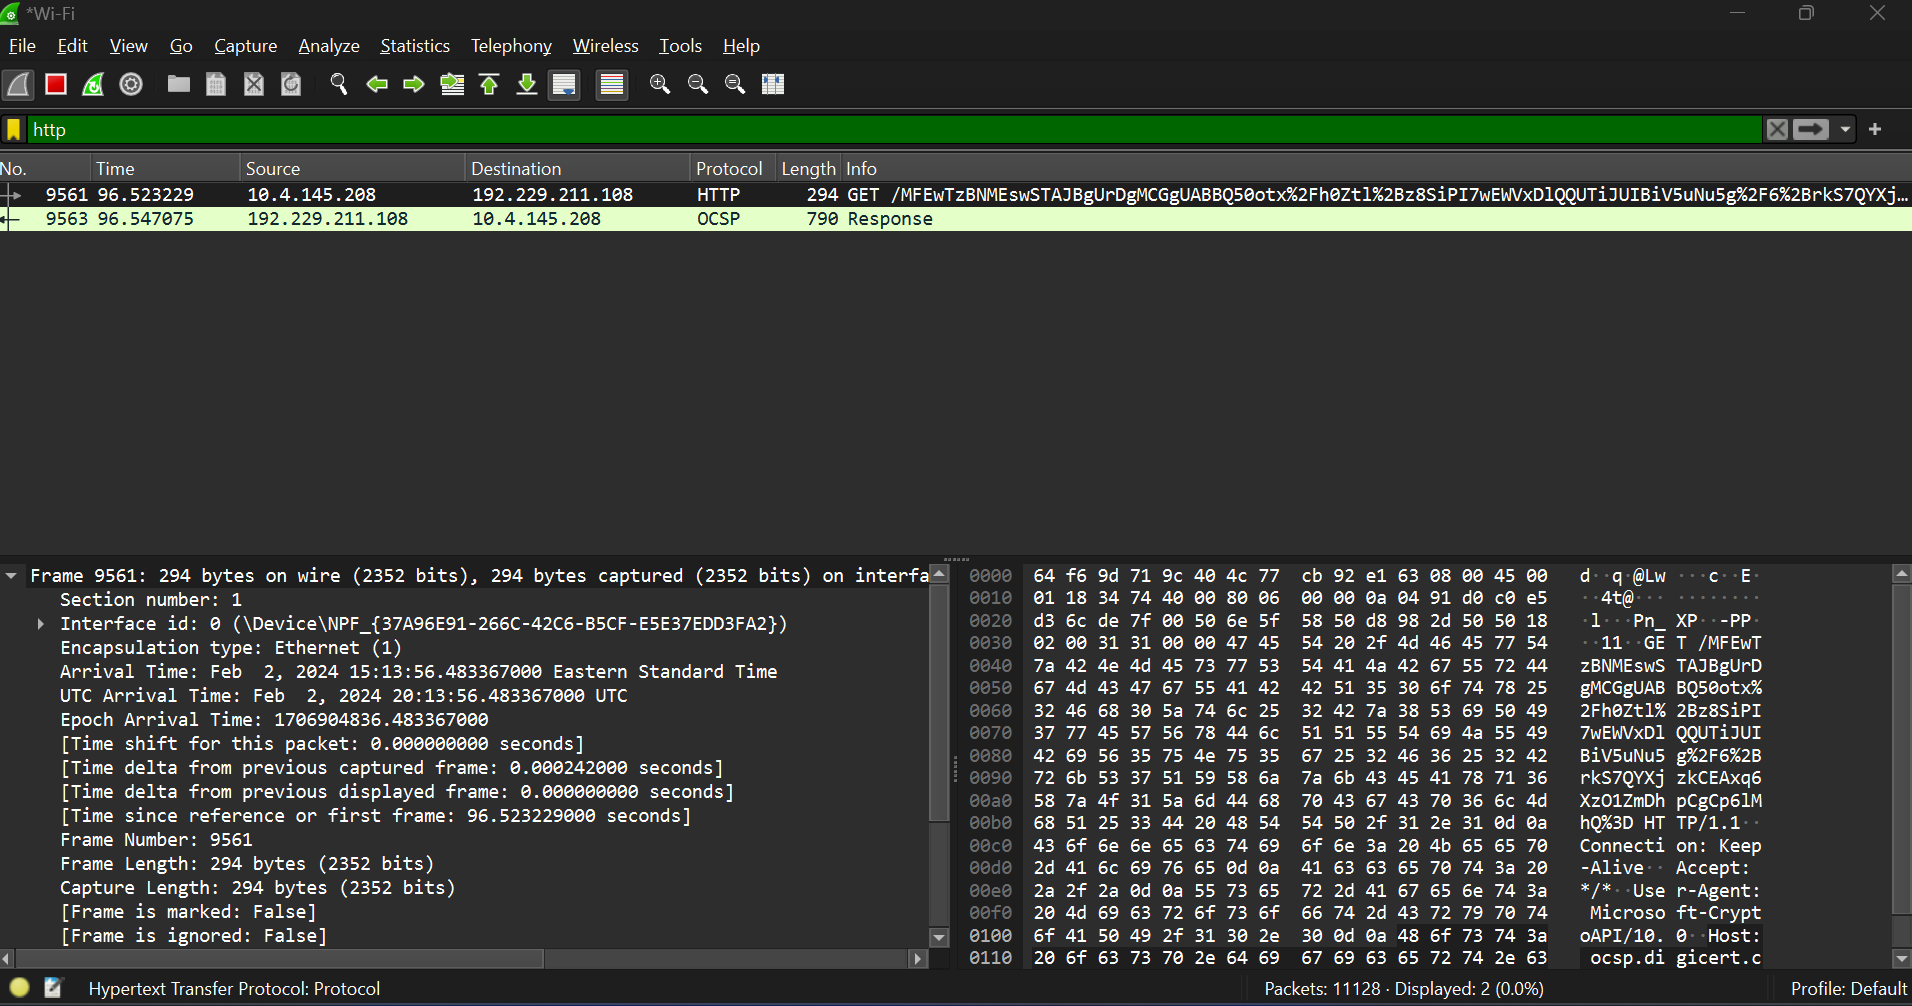 *Wi-Fi
File Edit View Go Capture Analyze Statistics Telephony Wireless Tools Help
http
No. Time Source Destination Protocol Length Info
9561 96.523229 10.4.145.208 192.229.211.108 HTTP 294 GET /MFEwTzBNMEswSTAJBgUrDgMCGgUABBQ50otx%2Fh0Ztl%2Bz8SiPI7wEWVxDlQQUTiJUIBiV5uNu5g%2F6%2BrkS7QYXj...
9563 96.547075 192.229.211.108 10.4.145.208 OCSP 790 Response
Frame 9561: 294 bytes on wire (2352 bits), 294 bytes captured (2352 bits) on interfa
Section number: 1
Interface id: 0 (\Device\NPF_{37A96E91-266C-42C6-B5CF-E5E37EDD3FA2})
Encapsulation type: Ethernet (1)
Arrival Time: Feb  2, 2024 15:13:56.483367000 Eastern Standard Time
UTC Arrival Time: Feb  2, 2024 20:13:56.483367000 UTC
Epoch Arrival Time: 1706904836.483367000
[Time shift for this packet: 0.000000000 seconds]
[Time delta from previous captured frame: 0.000242000 seconds]
[Time delta from previous displayed frame: 0.000000000 seconds]
[Time since reference or first frame: 96.523229000 seconds]
Frame Number: 9561
Frame Length: 294 bytes (2352 bits)
Capture Length: 294 bytes (2352 bits)
[Frame is marked: False]
[Frame is ignored: False]
0000 64 f6 9d 71 9c 40 4c 77 cb 92 e1 63 08 00 45 00 d··q·@Lw ···c··E·
0010 01 18 34 74 40 00 80 06 00 00 0a 04 91 d0 c0 e5 ··4t@··· ········
0020 d3 6c de 7f 00 50 6e 5f 58 50 d8 98 2d 50 50 18 ·l···Pn_ XP··-PP·
0030 02 00 31 31 00 00 47 45 54 20 2f 4d 46 45 77 54 ··11··GE T /MFEwT
0040 7a 42 4e 4d 45 73 77 53 54 41 4a 42 67 55 72 44 zBNMEswS TAJBgUrD
0050 67 4d 43 47 67 55 41 42 42 51 35 30 6f 74 78 25 gMCGgUAB BQ50otx%
0060 32 46 68 30 5a 74 6c 25 32 42 7a 38 53 69 50 49 2Fh0Ztl% 2Bz8SiPI
0070 37 77 45 57 56 78 44 6c 51 51 55 54 69 4a 55 49 7wEWVxDl QQUTiJUI
0080 42 69 56 35 75 4e 75 35 67 25 32 46 36 25 32 42 BiV5uNu5 g%2F6%2B
0090 72 6b 53 37 51 59 58 6a 7a 6b 43 45 41 78 71 36 rkS7QYXj zkCEAxq6
00a0 58 7a 4f 31 5a 6d 44 68 70 43 67 43 70 36 6c 4d XzO1ZmDh pCgCp6lM
00b0 68 51 25 33 44 20 48 54 54 50 2f 31 2e 31 0d 0a hQ%3D HT TP/1.1··
00c0 43 6f 6e 6e 65 63 74 69 6f 6e 3a 20 4b 65 65 70 Connecti on: Keep
00d0 2d 41 6c 69 76 65 0d 0a 41 63 63 65 70 74 3a 20 -Alive·· Accept:
00e0 2a 2f 2a 0d 0a 55 73 65 72 2d 41 67 65 6e 74 3a */*··Use r-Agent:
00f0 20 4d 69 63 72 6f 73 6f 66 74 2d 43 72 79 70 74 Microso ft-Crypt
0100 6f 41 50 49 2f 31 30 2e 30 0d 0a 48 6f 73 74 3a oAPI/10. 0··Host:
0110 20 6f 63 73 70 2e 64 69 67 69 63 65 72 74 2e 63 ocsp.di gicert.c
Hypertext Transfer Protocol: Protocol Packets: 11128 · Displayed: 2 (0.0%) Profile: Default